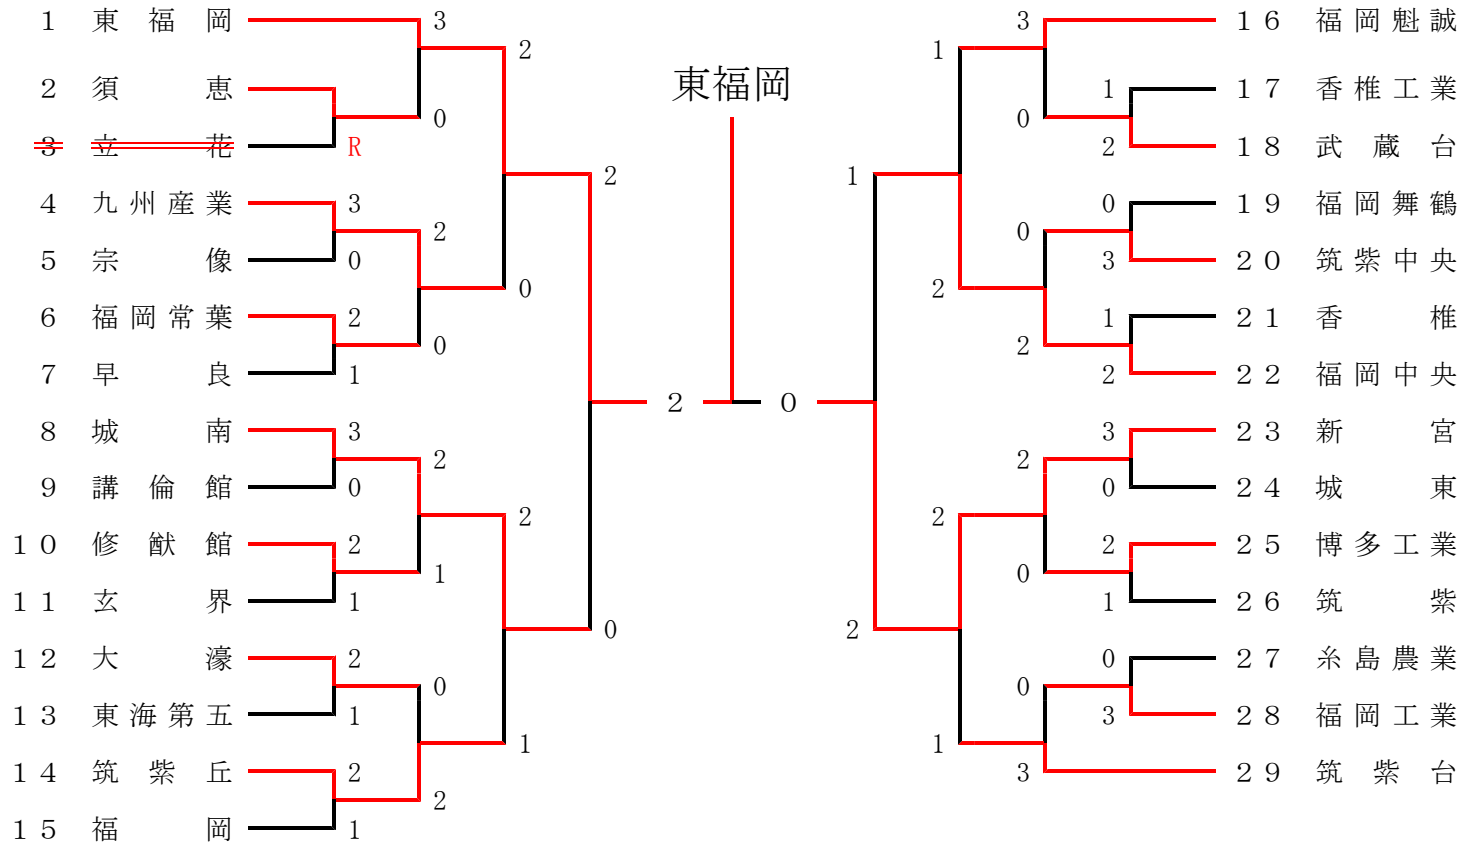 1 東福岡 3
2
2 須恵
0
3 立花 R
2
4 九州産業 3
2
5 宗像 0
0
6 福岡常葉 2
0
7 早良 1
8 城南 3
2
9 講倫館 0
2
10 修猷館 2
1
11 玄界 1
0
12 大濠 2
0
13 東海第五 1
1
14 筑紫丘 2
2
15 福岡 1
東福岡
2 0
3 16 福岡魁誠
1
1 17 香椎工業
0
2 18 武蔵台
1
0 19 福岡舞鶴
0
3 20 筑紫中央
2
1 21 香椎
2
2 22 福岡中央
3 23 新宮
2
0 24 城東
2
2 25 博多工業
0
1 26 筑紫
2
0 27 糸島農業
0
3 28 福岡工業
1
3 29 筑紫台